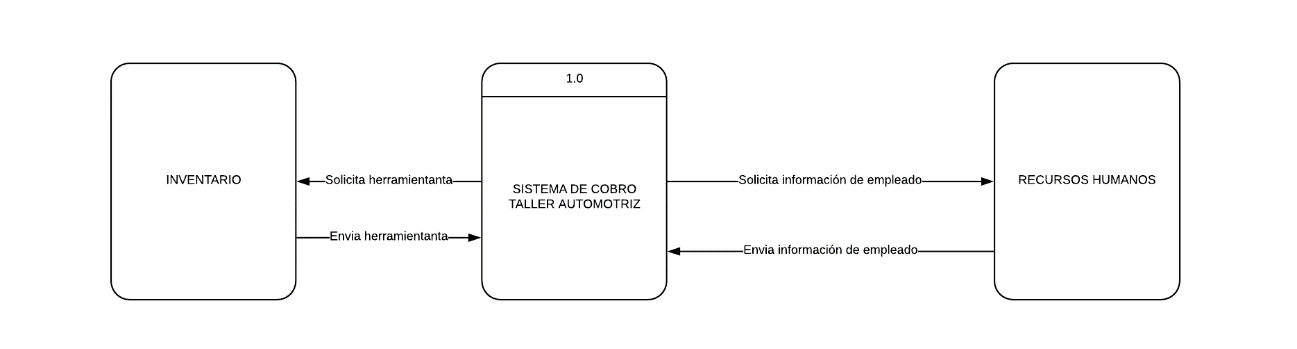 1.0
INVENTARIO
Solicita herramientanta
SISTEMA DE COBRO
TALLER AUTOMOTRIZ
Solicita información de empleado
RECURSOS HUMANOS
Envia herramientanta
Envia información de empleado